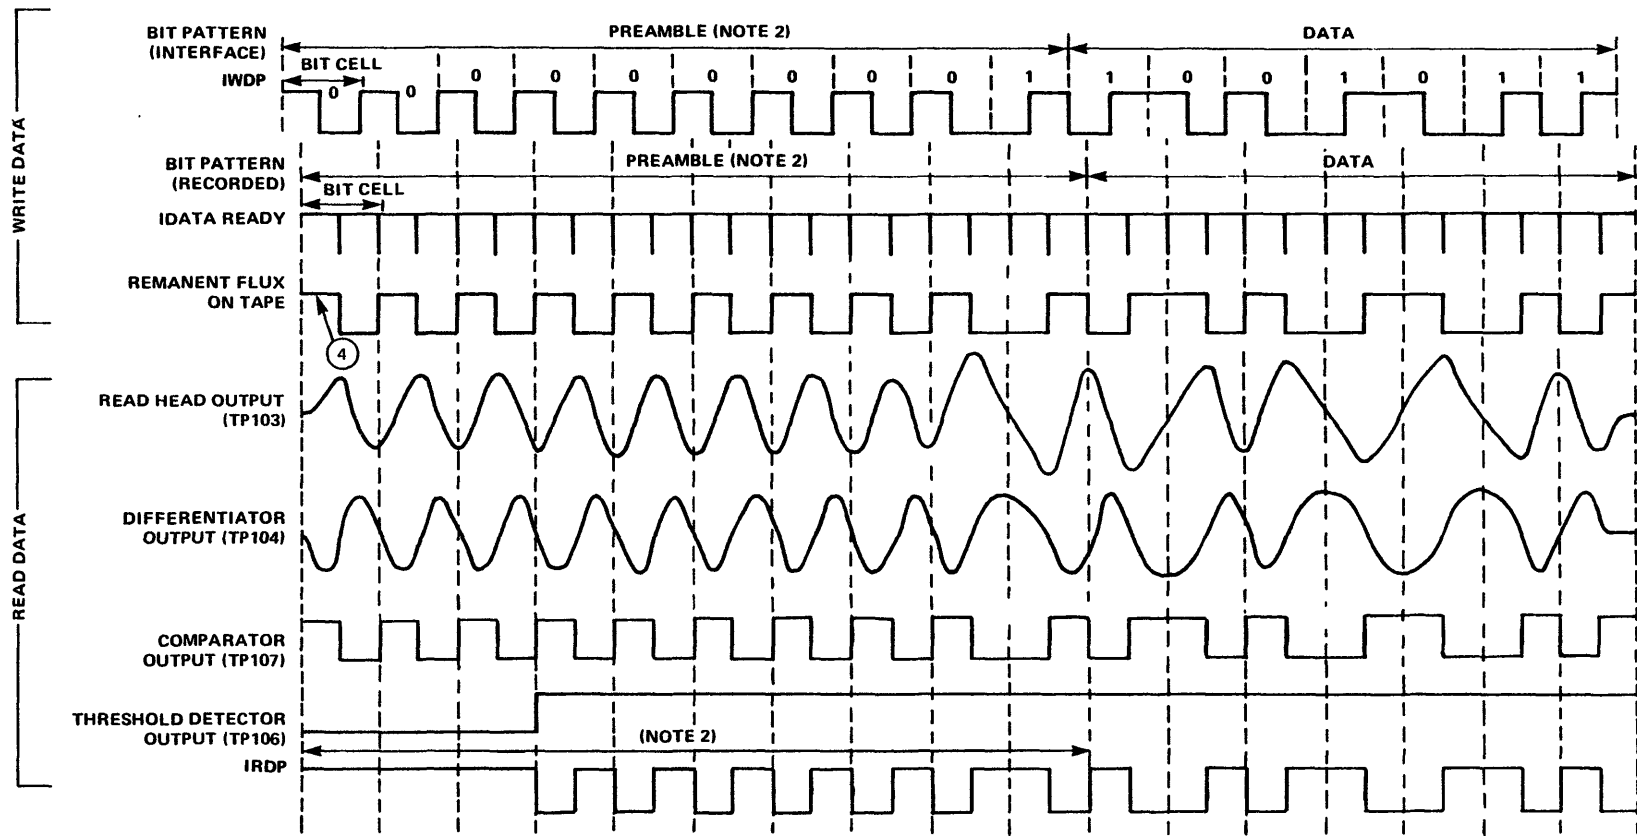 WRITE DATA
BIT PATTERN
(INTERFACE)
PREAMBLE (NOTE 2)
DATA
BIT CELL
IWDP
0 0 0 0 0 0 0 0 0 1 1 0 0 1 0 1 1
BIT PATTERN
(RECORDED)
PREAMBLE (NOTE 2)
DATA
BIT CELL
IDATA READY
REMANENT FLUX
ON TAPE
4
READ DATA
READ HEAD OUTPUT
(TP103)
DIFFERENTIATOR
OUTPUT (TP104)
COMPARATOR
OUTPUT (TP107)
THRESHOLD DETECTOR
OUTPUT (TP106)
(NOTE 2)
IRDP